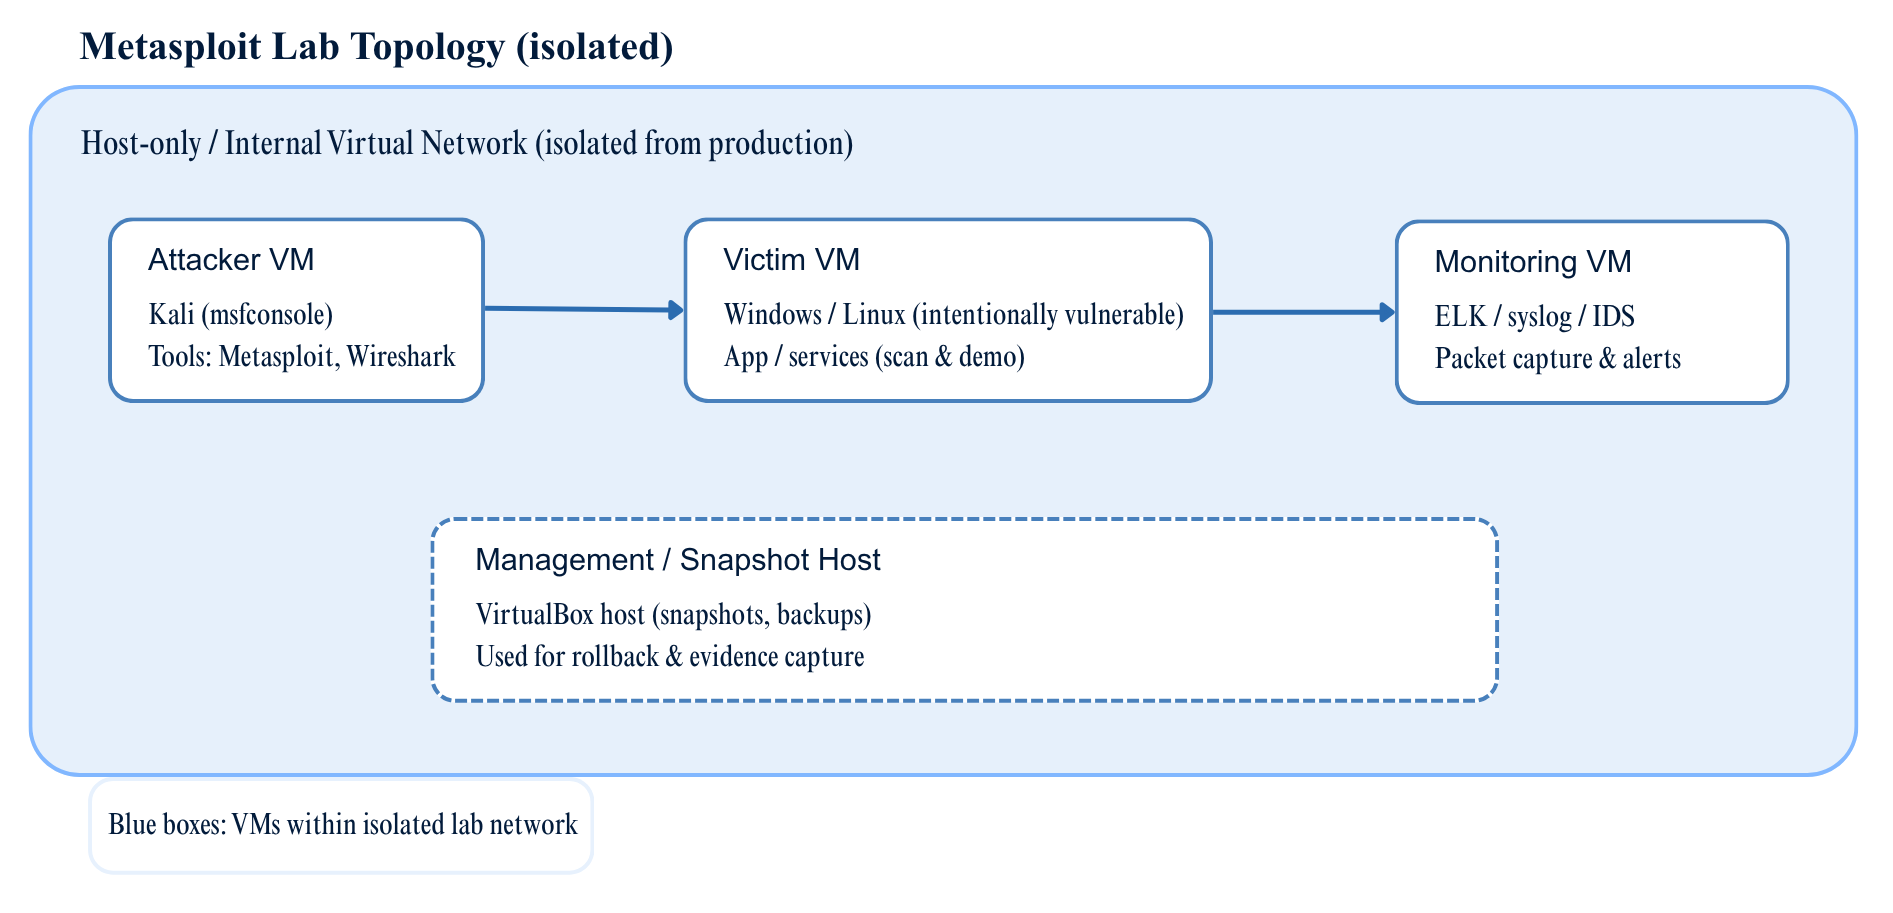 Metasploit Lab Topology (isolated)
Host-only / Internal Virtual Network (isolated from production)
Attacker VM
Kali (msfconsole)
Tools: Metasploit, Wireshark
Victim VM
Windows / Linux (intentionally vulnerable)
App / services (scan & demo)
Monitoring VM
ELK / syslog / IDS
Packet capture & alerts
Management / Snapshot Host
VirtualBox host (snapshots, backups)
Used for rollback & evidence capture
Blue boxes: VMs within isolated lab network